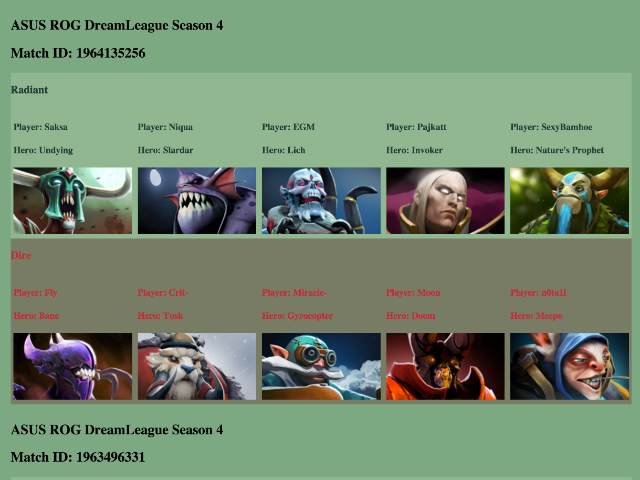 ASUS ROG DreamLeague Season 4
Match ID: 1964135256
Radiant
Player: Saksa Player: Niqua Player: EGM Player: Pajkatt Player: SexyBamboe
Hero: Undying Hero: Slardar Hero: Lich Hero: Invoker Hero: Nature's Prophet
Dire
Player: Fly Player: Crit- Player: Miracle- Player: Moon Player: a0ta1l
Hero: Bane Hero: Tusk Hero: Gyrocopter Hero: Doom Hero: Meepo
ASUS ROG DreamLeague Season 4
Match ID: 1963496331